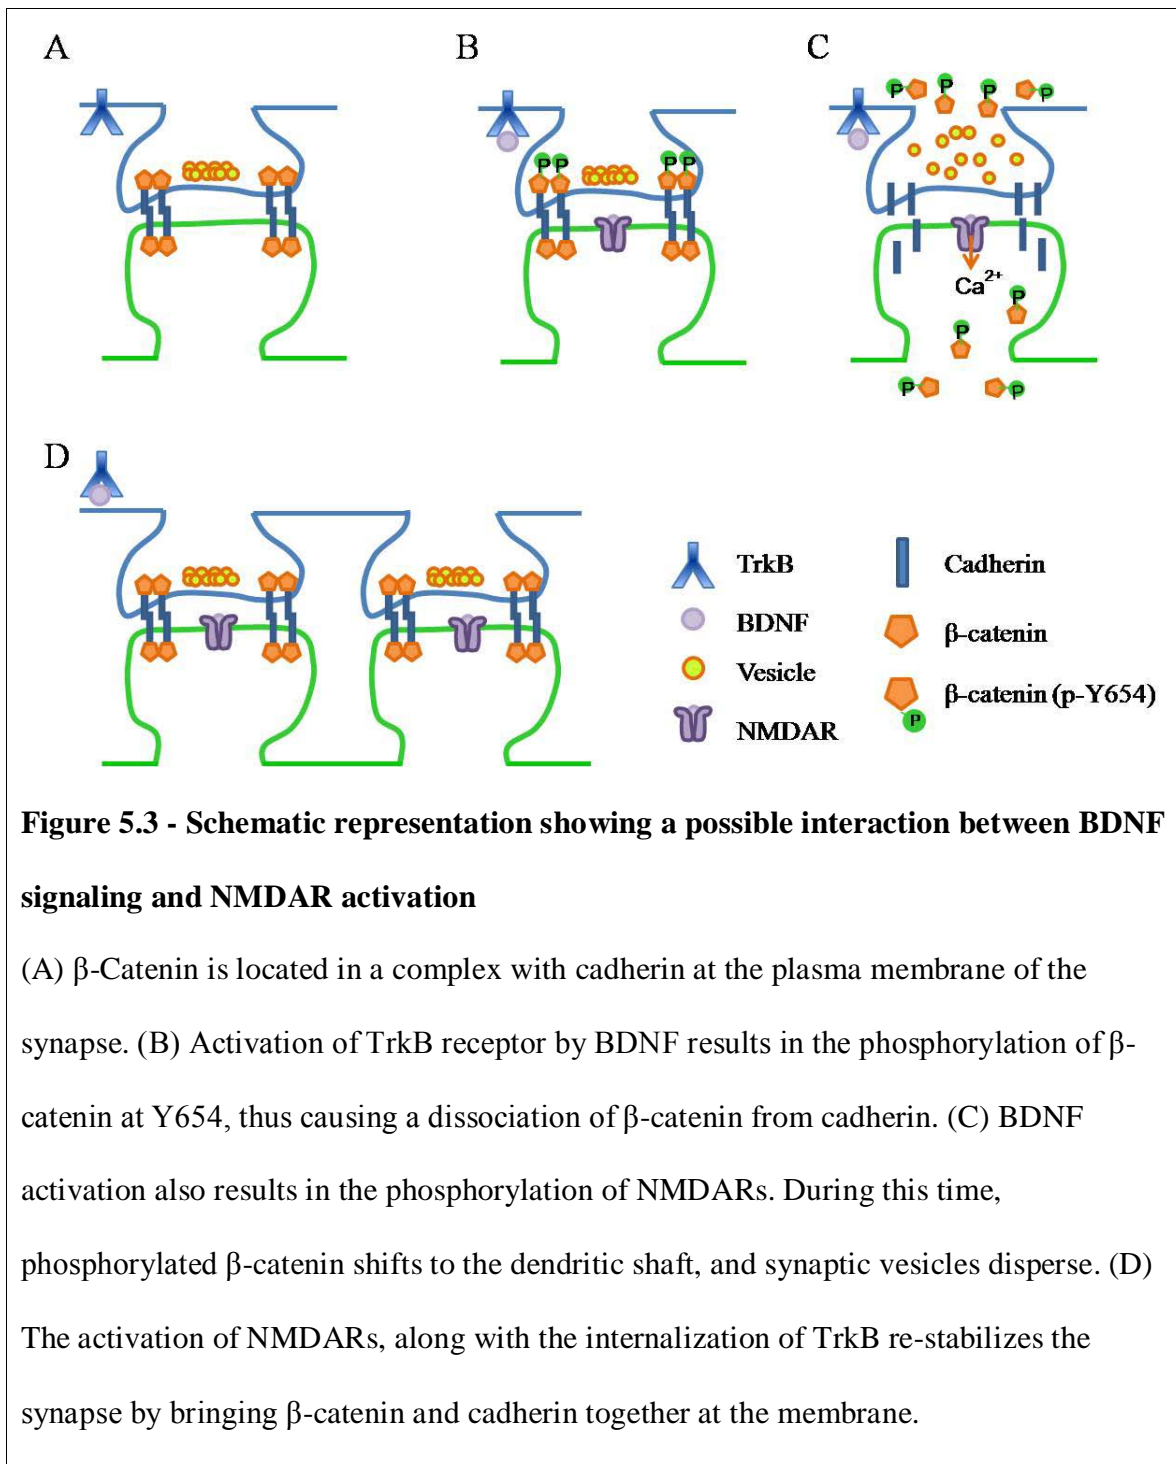 A
B
C
P P
P P
P
P
P
P
Ca2+
P
P
P
P
D
TrkB
BDNF
Vesicle
NMDAR
Cadherin
β-catenin
β-catenin (p-Y654)
P
Figure 5.3 - Schematic representation showing a possible interaction between BDNF
signaling and NMDAR activation
(A) β-Catenin is located in a complex with cadherin at the plasma membrane of the
synapse. (B) Activation of TrkB receptor by BDNF results in the phosphorylation of β-
catenin at Y654, thus causing a dissociation of β-catenin from cadherin. (C) BDNF
activation also results in the phosphorylation of NMDARs. During this time,
phosphorylated β-catenin shifts to the dendritic shaft, and synaptic vesicles disperse. (D)
The activation of NMDARs, along with the internalization of TrkB re-stabilizes the
synapse by bringing β-catenin and cadherin together at the membrane.